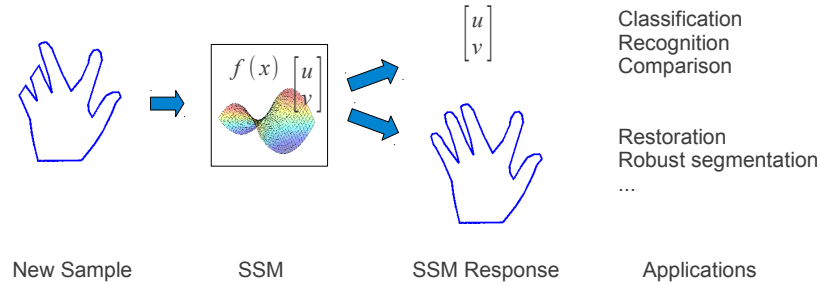 f(x) [u v]
[u v]
Classification
Recognition
Comparison
Restoration
Robust segmentation
...
New Sample
SSM
SSM Response
Applications